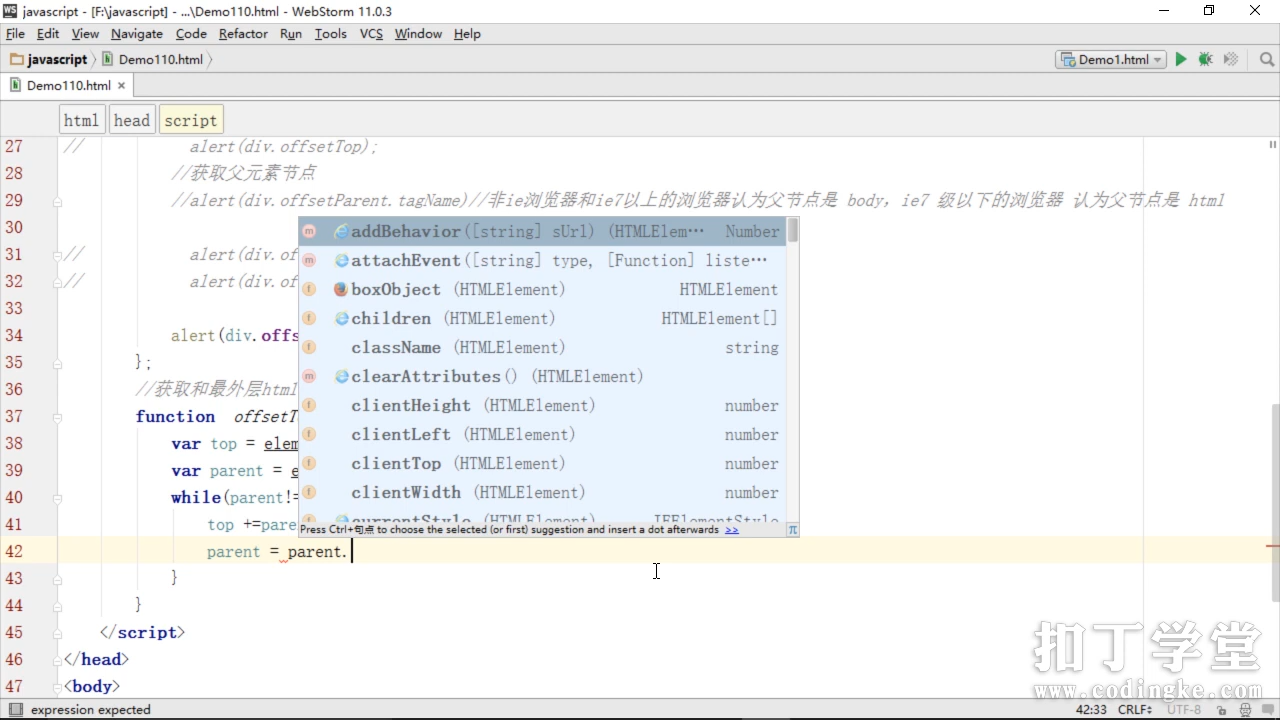 javascript - [F:\javascript] - ...\Demo110.html - WebStorm 11.0.3
File Edit View Navigate Code Refactor Run Tools VCS Window Help
javascript Demo110.html Demo1.html
Demo110.html ×
html head script
27 // alert(div.offsetTop);
28 //获取父元素节点
29 //alert(div.offsetParent.tagName)//非ie浏览器和ie7以上的浏览器认为父节点是 body，ie7 级以下的浏览器 认为父节点是 html
30
31 // alert(div.of
32 // alert(div.of
33
34 alert(div.offs
35 };
36 //获取和最外层html
37 function offsetT
38 var top = elem
39 var parent = e
40 while(parent!=
41 top +=pare
42 parent = parent.
43 }
44 }
45 </script>
46 </head>
47 <body>
addBehavior([string] sUrl) (HTMLElem… Number
attachEvent([string] type, [Function] liste…
boxObject (HTMLElement) HTMLElement
children (HTMLElement) HTMLElement[]
className (HTMLElement) string
clearAttributes() (HTMLElement)
clientHeight (HTMLElement) number
clientLeft (HTMLElement) number
clientTop (HTMLElement) number
clientWidth (HTMLElement) number
currentStyle (HTMLElement) IEElementStyle
Press Ctrl+句点 to choose the selected (or first) suggestion and insert a dot afterwards >> π
扣丁学堂
www.codingke.com
expression expected 42:33 CRLF UTF-8